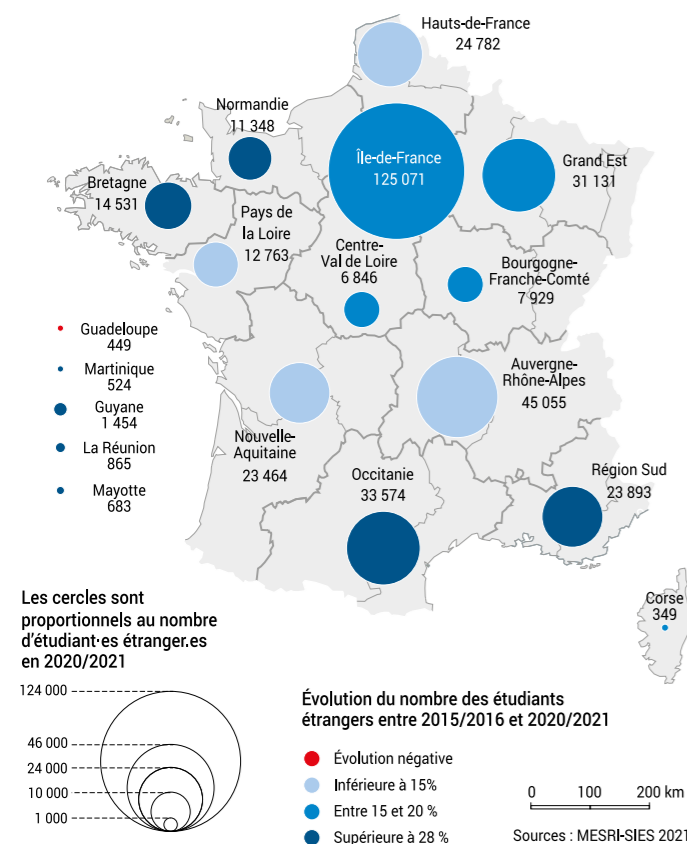 Hauts-de-France
24 782
Normandie
11 348
Île-de-France
125 071
Grand Est
31 131
Bretagne
14 531
Pays de
la Loire
12 763
Centre-
Val de Loire
6 846
Bourgogne-
Franche-Comté
7 929
Guadeloupe
449
Martinique
524
Guyane
1 454
La Réunion
865
Mayotte
683
Auvergne-
Rhône-Alpes
45 055
Nouvelle-
Aquitaine
23 464
Occitanie
33 574
Région Sud
23 893
Corse
349
Les cercles sont
proportionnels au nombre
d'étudiant·es étranger.es
en 2020/2021
124 000
46 000
24 000
10 000
1 000
Évolution du nombre des étudiants
étrangers entre 2015/2016 et 2020/2021
Évolution négative
Inférieure à 15%
Entre 15 et 20 %
Supérieure à 28 %
0 100 200 km
Sources : MESRI-SIES 2021